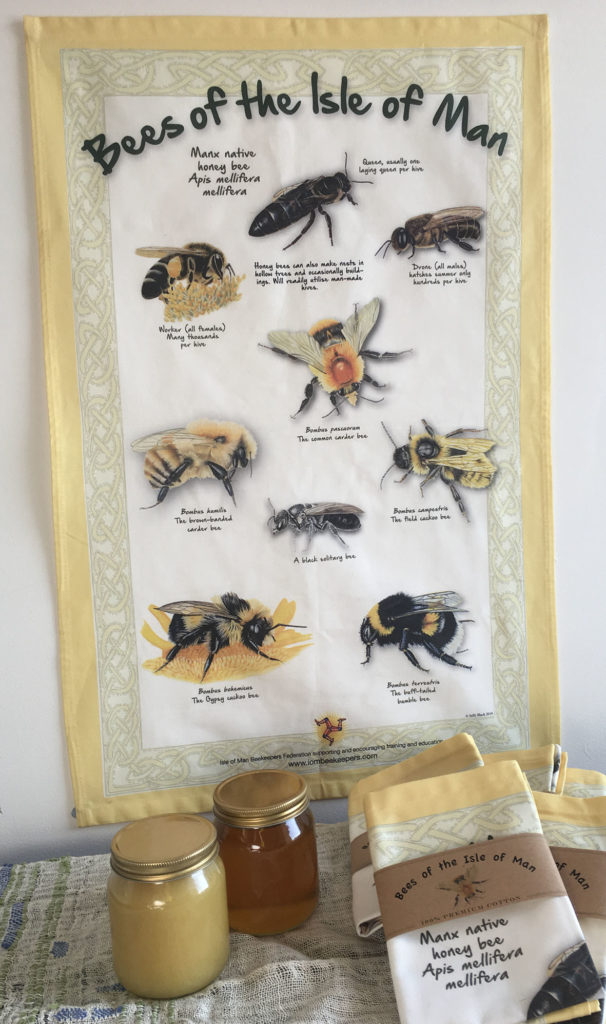 Bees of the Isle of Man
Manx native
honey bee
Apis mellifera
mellifera
Queen, usually one
laying queen per hive
Honey bees can also make nests in
hollow trees and occasionally build-
ings. Will readily utilise man-made
hives.
Drone (all males)
hatches summer only
hundreds per hive
Worker (all females)
Many thousands
per hive
Bombus pascuorum
The common carder bee
Bombus humilis
The brown-banded
carder bee
Bombus campestris
The field cuckoo bee
A black solitary bee
Bombus bohemicus
The Gypsy cuckoo bee
Bombus terrestris
The buff-tailed
bumble bee
Isle of Man Beekeepers Federation supporting and encouraging training and education
www.iombeekeepers.com
Bees of the Isle of Man
100% PREMIUM COTTON
Manx native
honey bee
Apis mellifera
mellifera
of Man